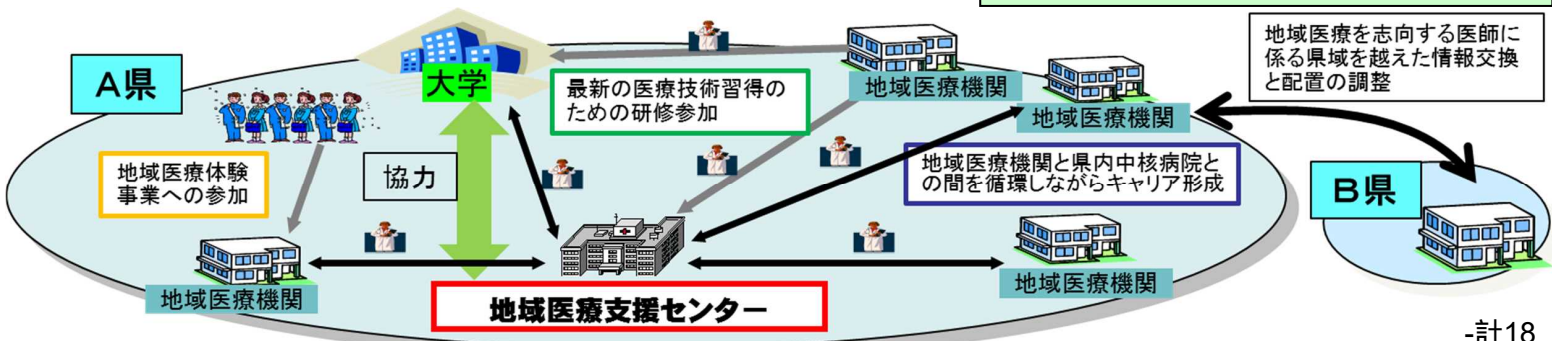 A県
大学
協力
地域医療体験
事業への参加
最新の医療技術習得の
ための研修参加
地域医療機関
地域医療機関
地域医療を志向する医師に
係る県域を越えた情報交換
と配置の調整
地域医療機関と県内中核病院と
の間を循環しながらキャリア形成
B県
地域医療機関
地域医療支援センター
地域医療機関
-計18